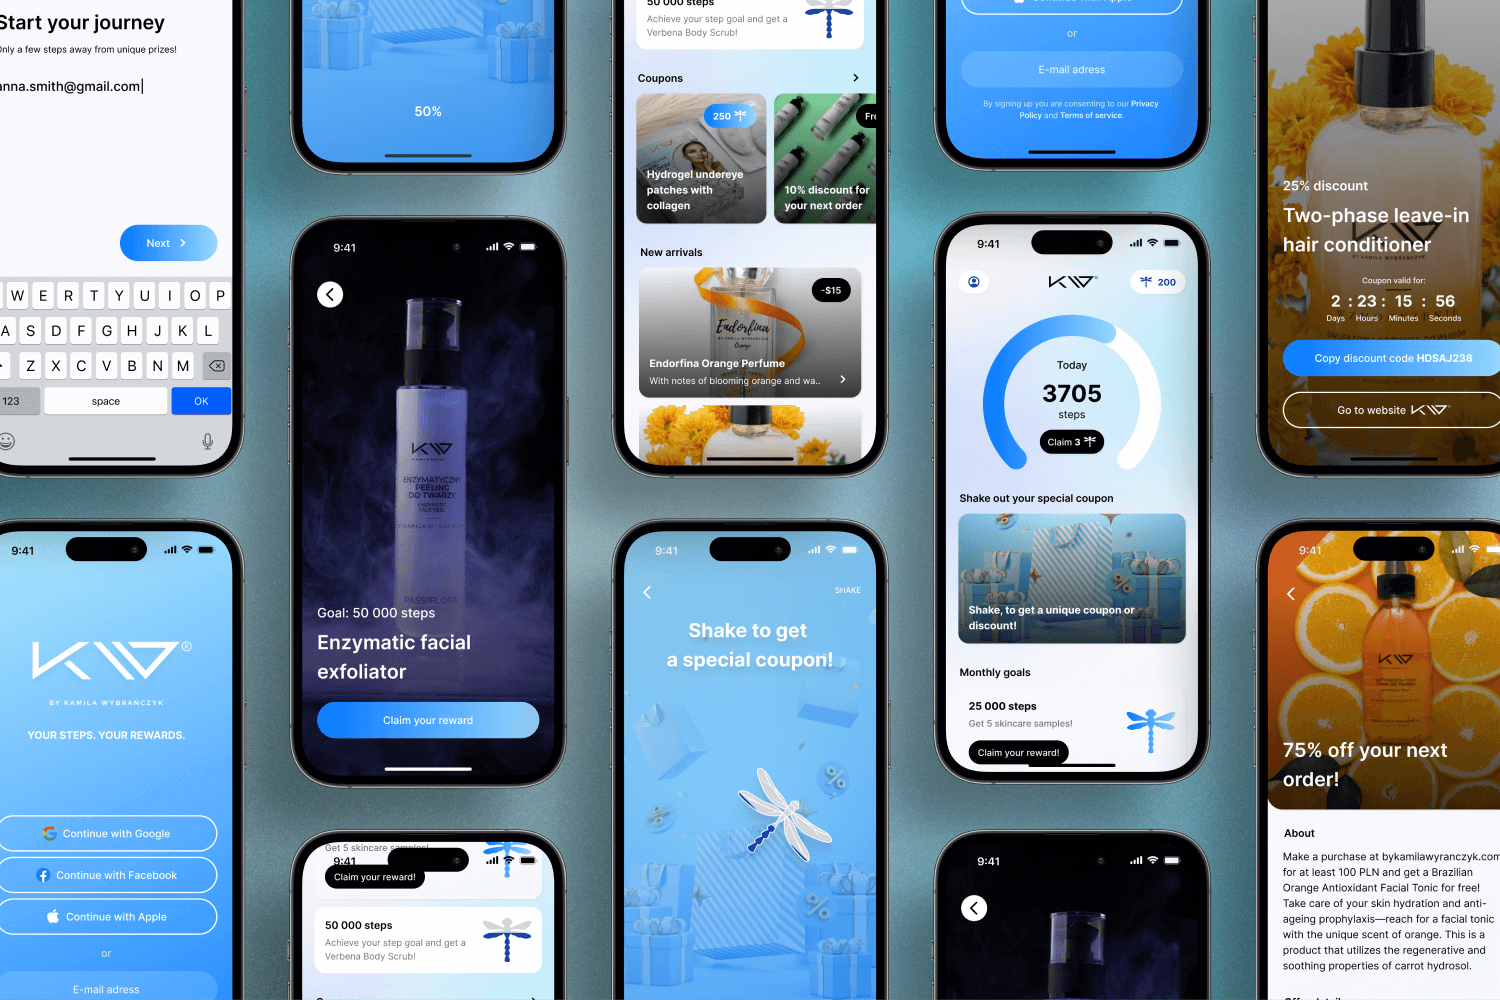 Start your journey
Only a few steps away from unique prizes!
anna.smith@gmail.com
Next
W E R T Y U I O P
A S D F G H J K L
Z X C V B N M
123 space OK
9:41
KW®
BY KAMILA WYBRAŃCZYK
YOUR STEPS. YOUR REWARDS.
Continue with Google
Continue with Facebook
Continue with Apple
or
E-mail adress
50%
9:41
KW
ENZYMATYCZNY
PEELING
DO TWARZY
ENZYMATIC
FACE PEEL
PASSIFLORA
Goal: 50 000 steps
Enzymatic facial
exfoliator
Claim your reward
Get 5 skincare samples!
9:41
Claim your reward!
50 000 steps
Achieve your step goal and get a
Verbena Body Scrub!
50 000 steps
Achieve your step goal and get a
Verbena Body Scrub!
Coupons
250
Hydrogel undereye
patches with
collagen
Fre
10% discount for
your next order
New arrivals
-$15
Endorfina
Orange
Endorfina Orange Perfume
With notes of blooming orange and wa..
9:41
SHAKE
Shake to get
a special coupon!
%
%
Continue with Apple
or
E-mail adress
By signing up you are consenting to our Privacy
Policy and Terms of service.
9:41
KW®
200
Today
3705
steps
Claim 3
Shake out your special coupon
%
Shake, to get a unique coupon or
discount!
Monthly goals
25 000 steps
Get 5 skincare samples!
Claim your reward!
9:41
25% discount
Two-phase leave-in
hair conditioner
KW
BY KAMILA WYBRAŃCZYK
Coupon valid for:
2 : 23 : 15 : 56
Days Hours Minutes Seconds
Copy discount code HDSAJ238
Go to website KW
9:41
KW
75% off your next
order!
About
Make a purchase at bykamilawyranczyk.com
for at least 100 PLN and get a Brazilian
Orange Antioxidant Facial Tonic for free!
Take care of your skin hydration and anti-
ageing prophylaxis—reach for a facial tonic
with the unique scent of orange. This is a
product that utilizes the regenerative and
soothing properties of carrot hydrosol.